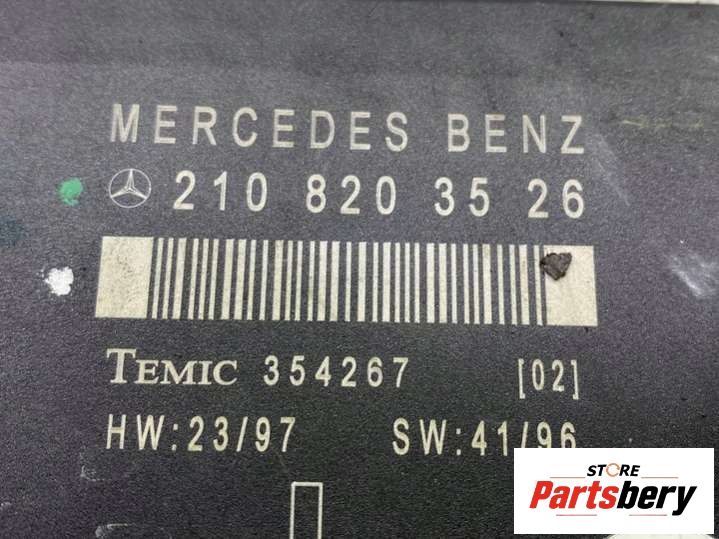 MERCEDES BENZ
210 820 35 26
TEMIC 354267 [02]
HW:23/97 SW:41/96
STORE
Partsbery